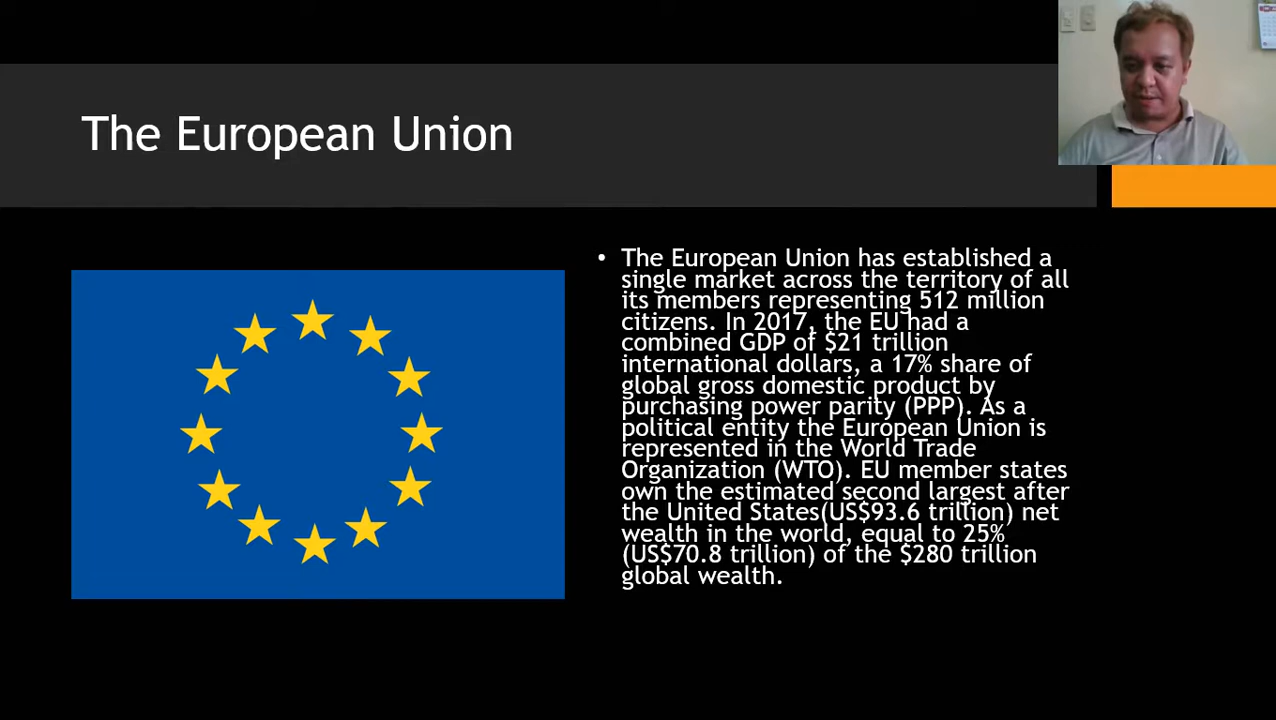 The European Union
• The European Union has established a
single market across the territory of all
its members representing 512 million
citizens. In 2017, the EU had a
combined GDP of $21 trillion
international dollars, a 17% share of
global gross domestic product by
purchasing power parity (PPP). As a
political entity the European Union is
represented in the World Trade
Organization (WTO). EU member states
own the estimated second largest after
the United States(US$93.6 trillion) net
wealth in the world, equal to 25%
(US$70.8 trillion) of the $280 trillion
global wealth.